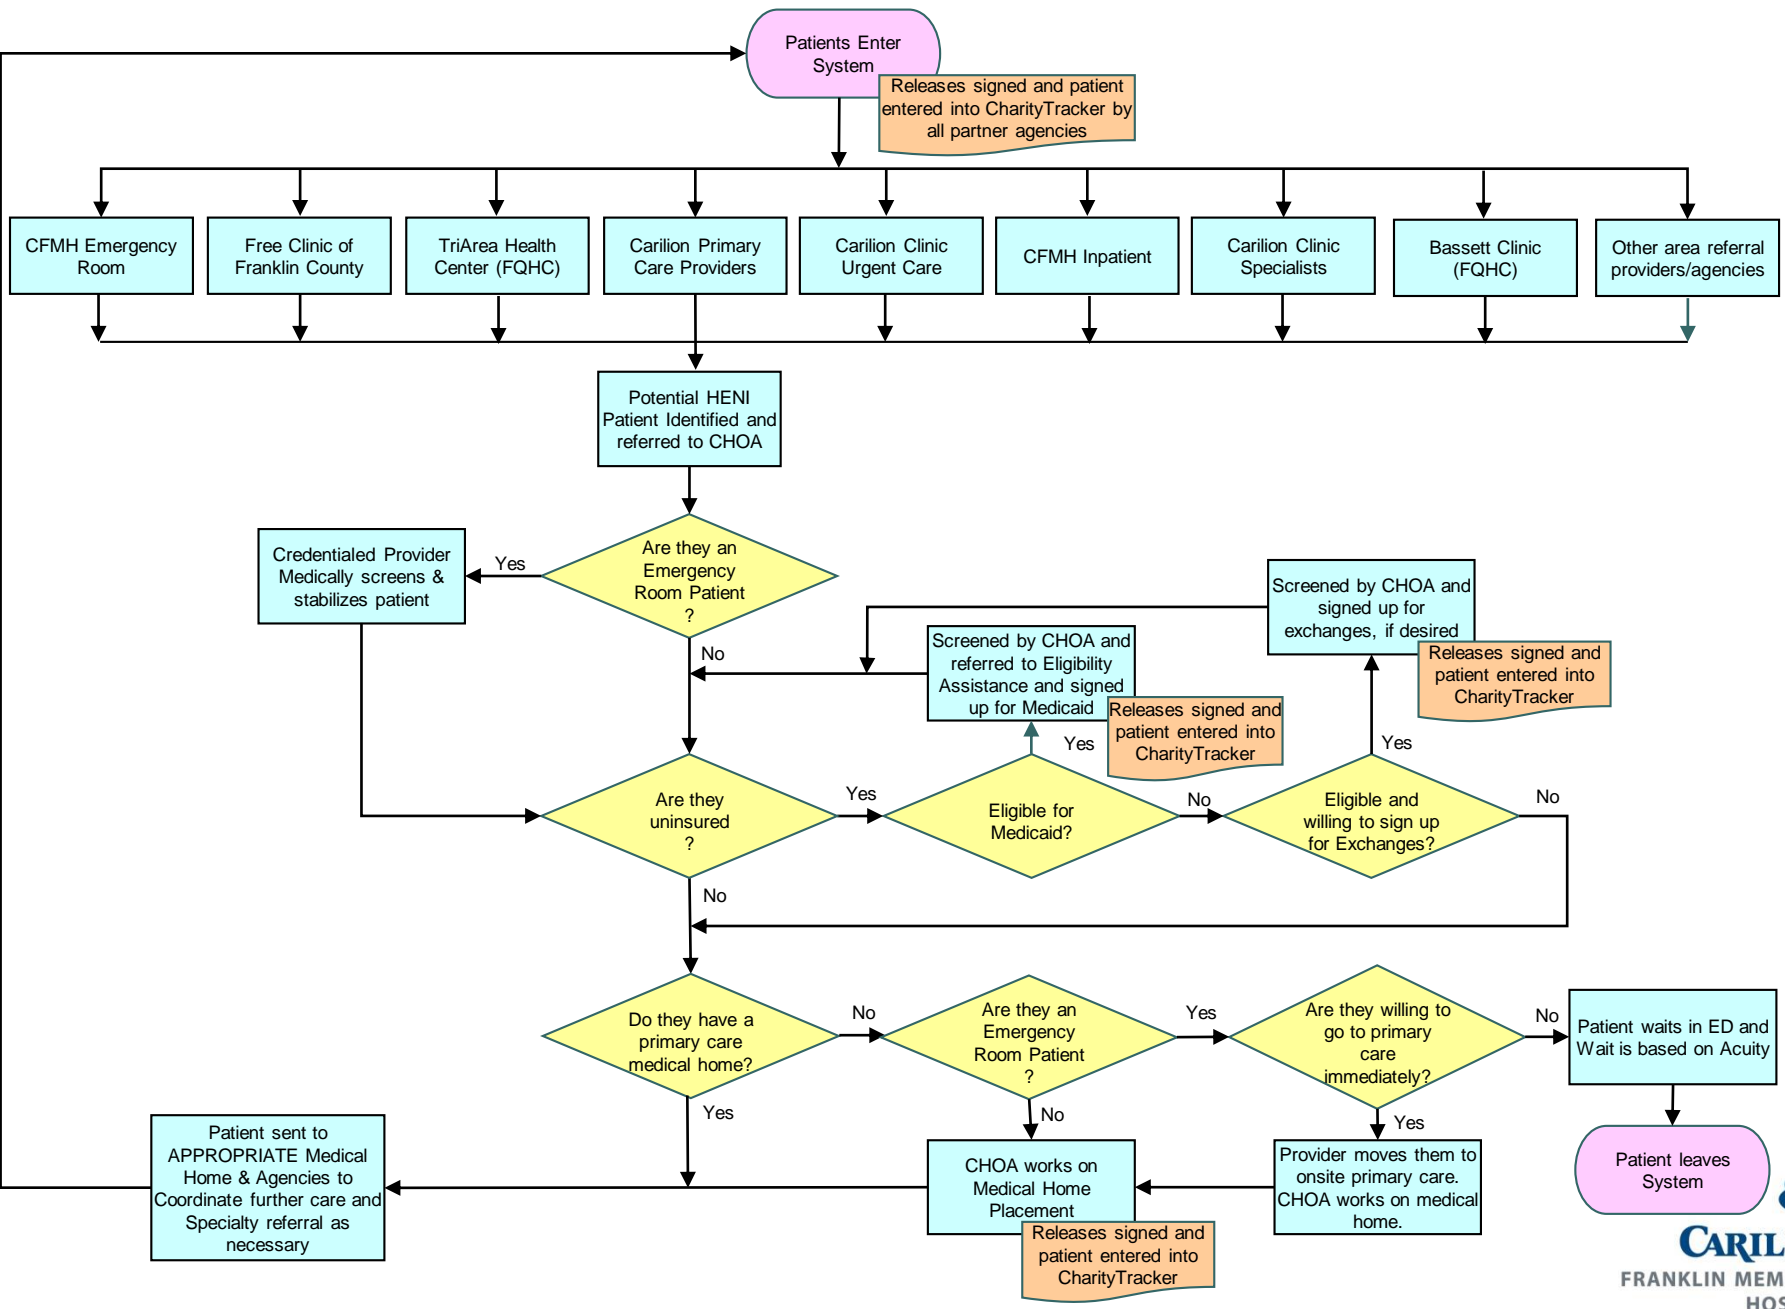 Patients Enter
System
Releases signed and patient
entered into CharityTracker by
all partner agencies
CFMH Emergency
Room
Free Clinic of
Franklin County
TriArea Health
Center (FQHC)
Carilion Primary
Care Providers
Carilion Clinic
Urgent Care
CFMH Inpatient
Carilion Clinic
Specialists
Bassett Clinic
(FQHC)
Other area referral
providers/agencies
Potential HENI
Patient Identified and
referred to CHOA
Are they an
Emergency
Room Patient
?
Yes
Credentialed Provider
Medically screens &
stabilizes patient
No
Screened by CHOA and
referred to Eligibility
Assistance and signed
up for Medicaid
Releases signed and
patient entered into
CharityTracker
Screened by CHOA and
signed up for
exchanges, if desired
Releases signed and
patient entered into
CharityTracker
Yes
Yes
Are they
uninsured
?
Yes
Eligible for
Medicaid?
No
Eligible and
willing to sign up
for Exchanges?
No
No
Do they have a
primary care
medical home?
No
Are they an
Emergency
Room Patient
?
Yes
Are they willing to
go to primary
care
immediately?
No
Patient waits in ED and
Wait is based on Acuity
Yes
No
Yes
Patient sent to
APPROPRIATE Medical
Home & Agencies to
Coordinate further care and
Specialty referral as
necessary
CHOA works on
Medical Home
Placement
Releases signed and
patient entered into
CharityTracker
Provider moves them to
onsite primary care.
CHOA works on medical
home.
Patient leaves
System
CARIL
FRANKLIN MEM
HOS